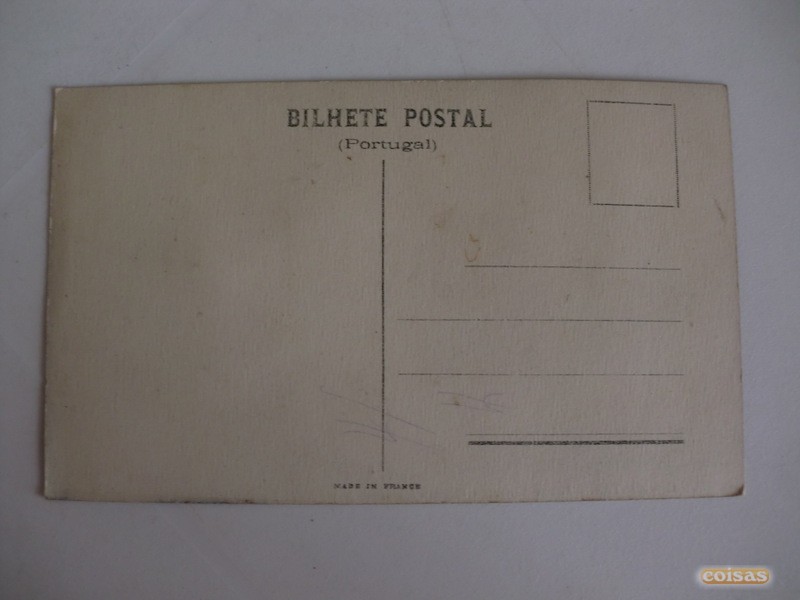 BILHETE POSTAL
(Portugal)
MADE IN FRANCE
coisas